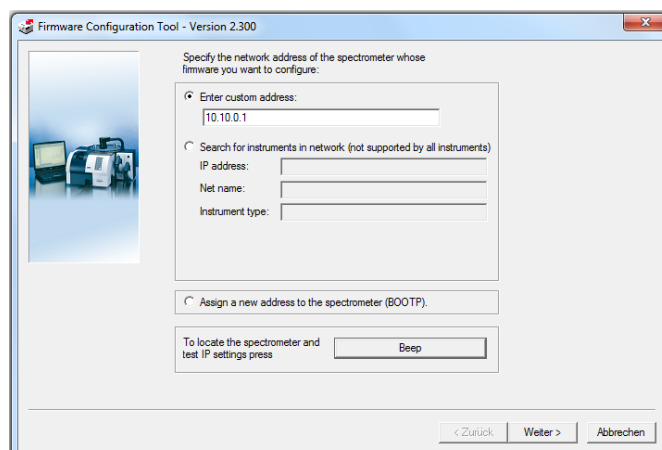 Firmware Configuration Tool - Version 2.300
Specify the network address of the spectrometer whose
firmware you want to configure:
Enter custom address:
10.10.0.1
Search for instruments in network (not supported by all instruments)
IP address:
Net name:
Instrument type:
Assign a new address to the spectrometer (BOOTP).
To locate the spectrometer and
test IP settings press
Beep
< Zurück
Weiter >
Abbrechen